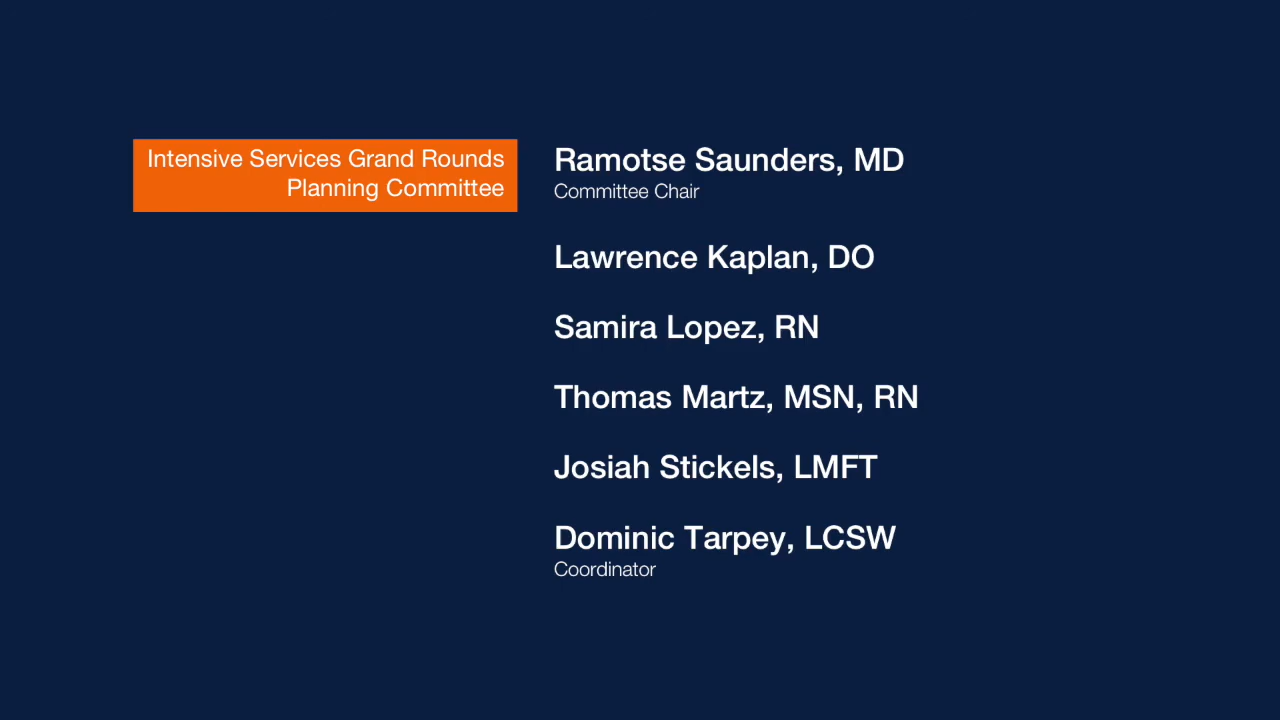 Intensive Services Grand Rounds
Planning Committee
Ramotse Saunders, MD
Committee Chair
Lawrence Kaplan, DO
Samira Lopez, RN
Thomas Martz, MSN, RN
Josiah Stickels, LMFT
Dominic Tarpey, LCSW
Coordinator